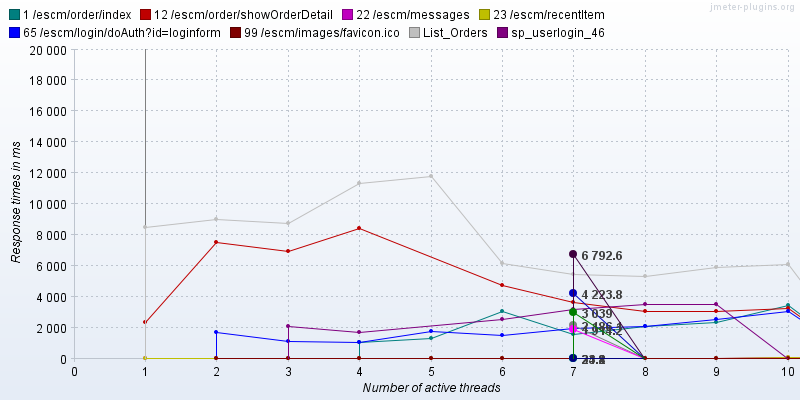 jmeter-plugins.org
1 /escm/order/index 12 /escm/order/showOrderDetail 22 /escm/messages 23 /escm/recentItem
65 /escm/login/doAuth?id=loginform 99 /escm/images/favicon.ico List_Orders sp_userlogin_46
20 000
18 000
16 000
14 000
12 000
10 000
8 000
6 000
4 000
2 000
0
Response times in ms
6 792.6
4 223.8
3 039
0 1 2 3 4 5 6 7 8 9 10
Number of active threads